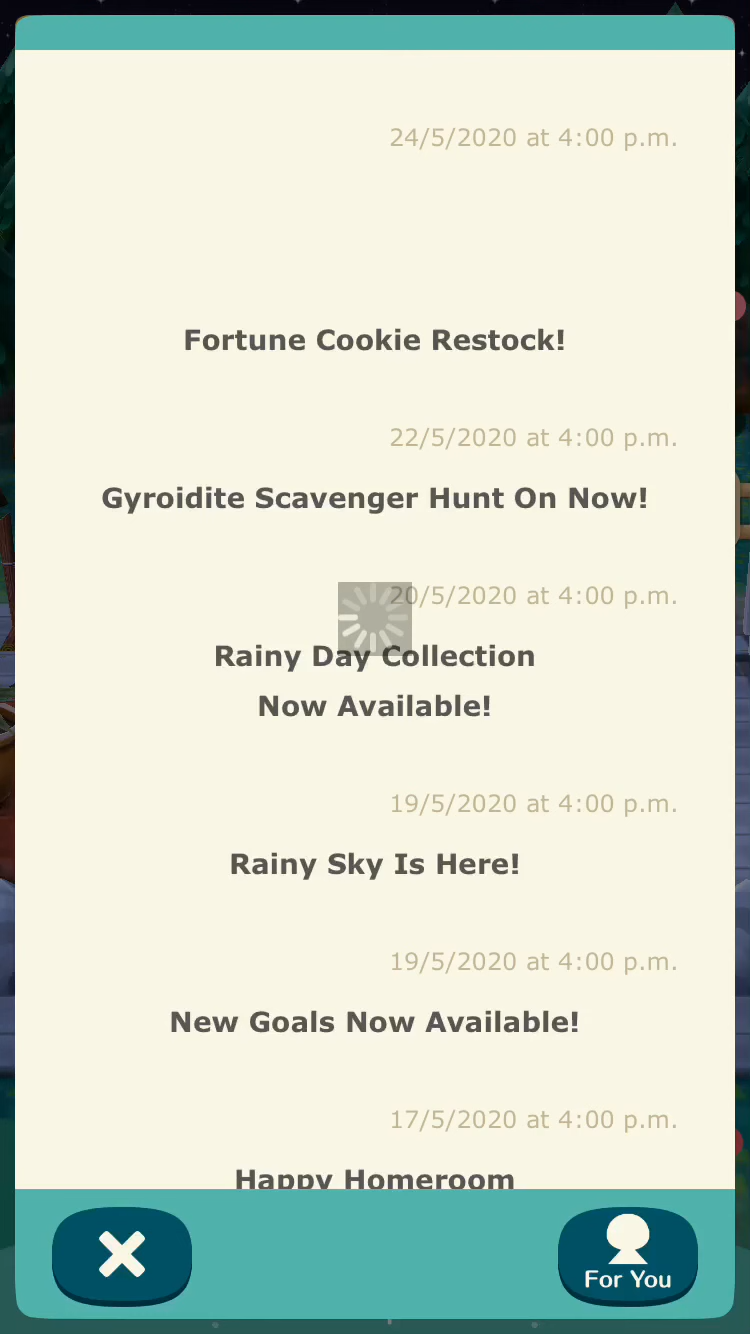 24/5/2020 at 4:00 p.m.
Fortune Cookie Restock!
22/5/2020 at 4:00 p.m.
Gyroidite Scavenger Hunt On Now!
20/5/2020 at 4:00 p.m.
Rainy Day Collection
Now Available!
19/5/2020 at 4:00 p.m.
Rainy Sky Is Here!
19/5/2020 at 4:00 p.m.
New Goals Now Available!
17/5/2020 at 4:00 p.m.
Happy Homeroom
For You